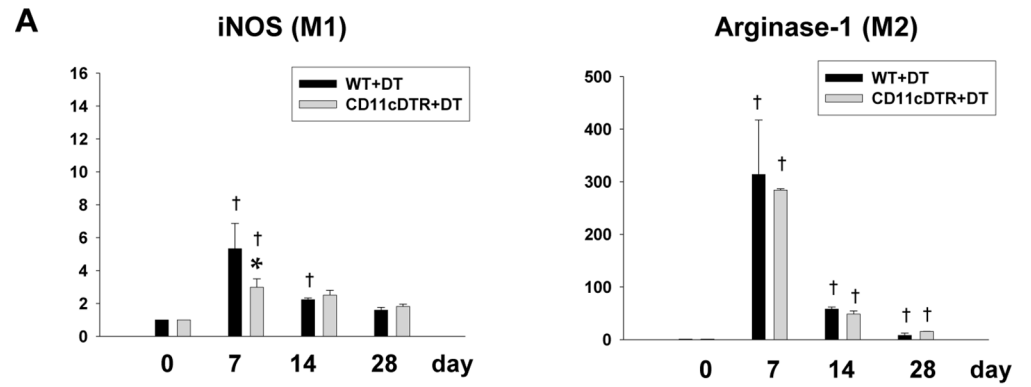 A
iNOS (M1)
16
14
12
10
8
6
4
2
0
WT+DT
CD11cDTR+DT
†
†
*
†
0 7 14 28 day
Arginase-1 (M2)
500
400
300
200
100
0
WT+DT
CD11cDTR+DT
†
†
†
†
†
†
0 7 14 28 day